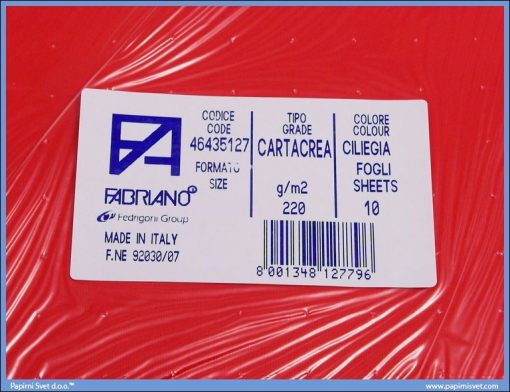 FABRIANO
Fedrigoni Group
MADE IN ITALY
F.NE 92030/07
CODICE
CODE
46435127
FORMATO
SIZE
TIPO
GRADE
CARTACREA
g/m2
220
COLORE
COLOUR
CILIEGIA
FOGLI
SHEETS
10
8 001348 127796
Papirni Svet d.o.o.™
www.papirnisvet.com